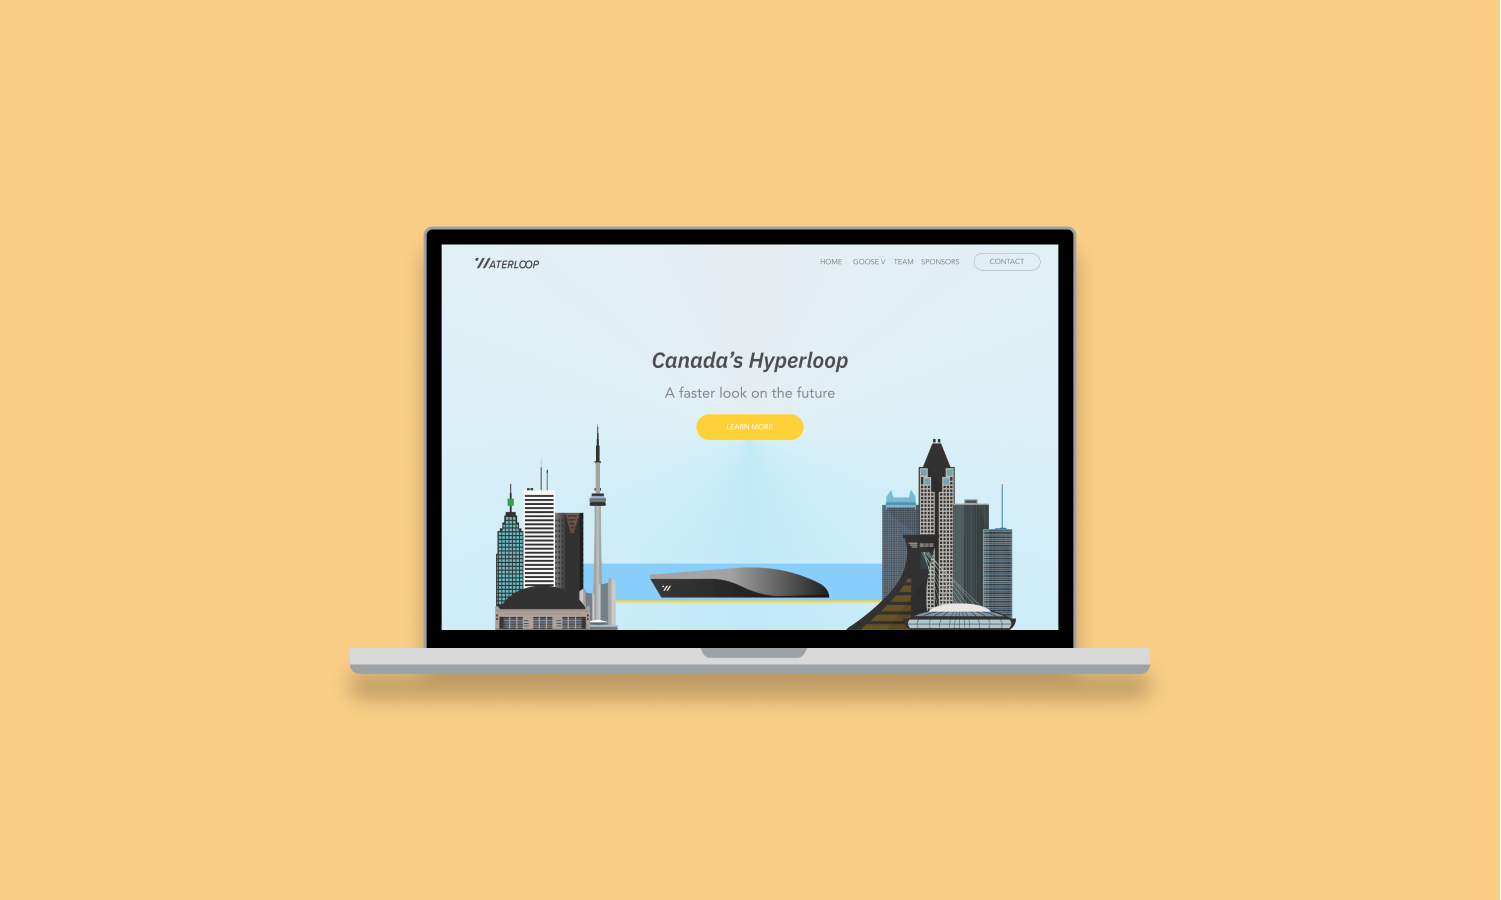 WATERLOOP
HOME GOOSE V TEAM SPONSORS CONTACT
Canada’s Hyperloop
A faster look on the future
LEARN MORE